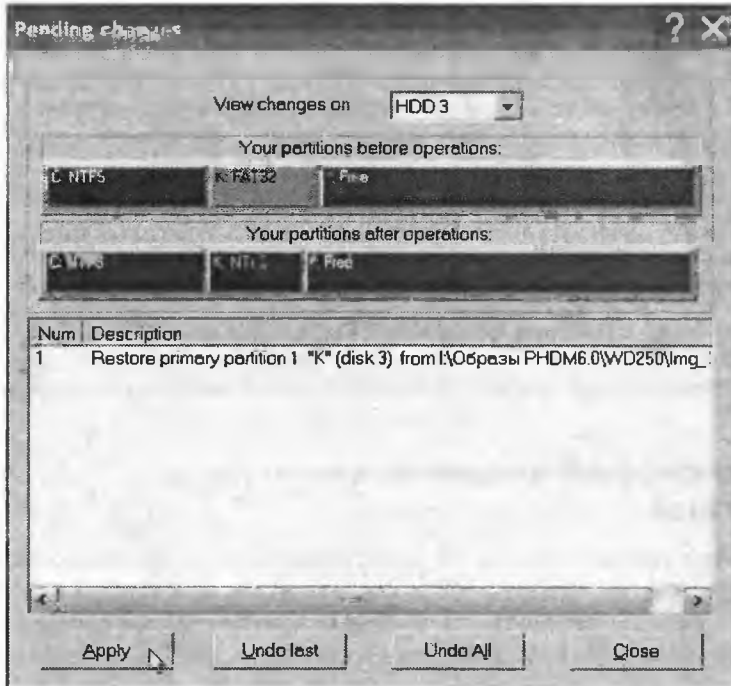 Pending changes
View changes on HDD 3
Your partitions before operations:
C: NTFS K: FAT32 Free
Your partitions after operations:
K: Free
Num Description
1 Restore primary partition 1 "K" (disk 3) from I:\Образы PHDM6.0\WD250\Img_
Apply Undo last Undo All Close